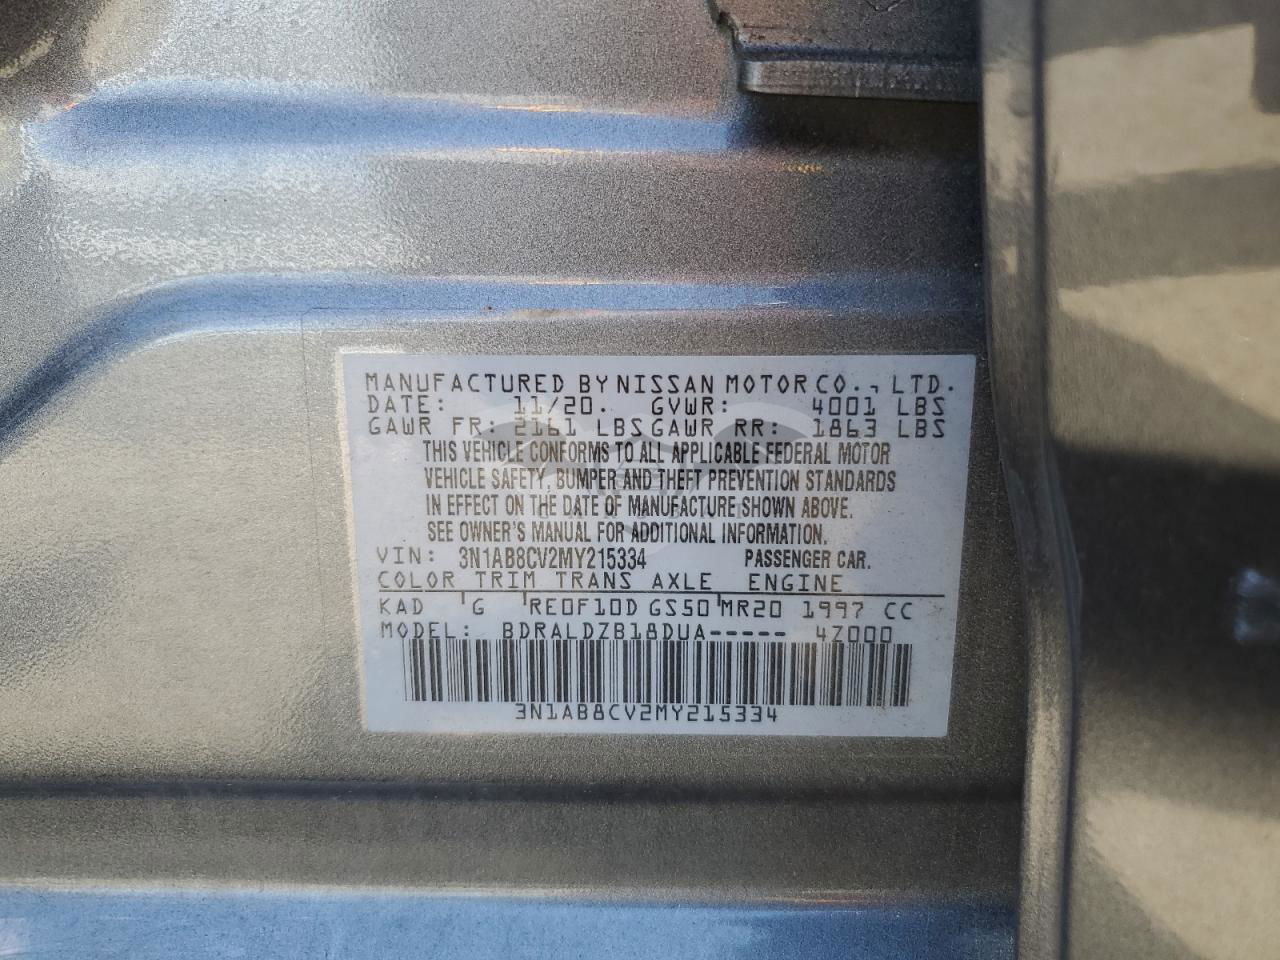 MANUFACTURED BY NISSAN MOTOR CO., LTD.
DATE: 11/20. GVWR: 4001 LBS
GAWR FR: 2161 LBS GAWR RR: 1863 LBS
THIS VEHICLE CONFORMS TO ALL APPLICABLE FEDERAL MOTOR
VEHICLE SAFETY, BUMPER AND THEFT PREVENTION STANDARDS
IN EFFECT ON THE DATE OF MANUFACTURE SHOWN ABOVE.
SEE OWNER'S MANUAL FOR ADDITIONAL INFORMATION.
VIN: 3N1AB8CV2MY215334 PASSENGER CAR.
COLOR TRIM TRANS AXLE ENGINE
KAD G RE0F10D GS50 MR20 1997 CC
MODEL: BDRALDZB18DUA----- 4Z000
3N1AB8CV2MY215334